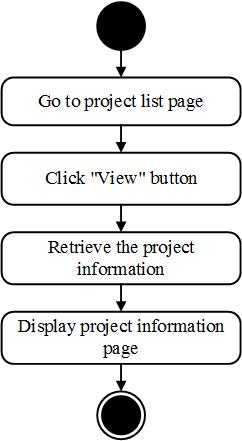 Go to project list page
Click "View" button
Retrieve the project
information
Display project information
page